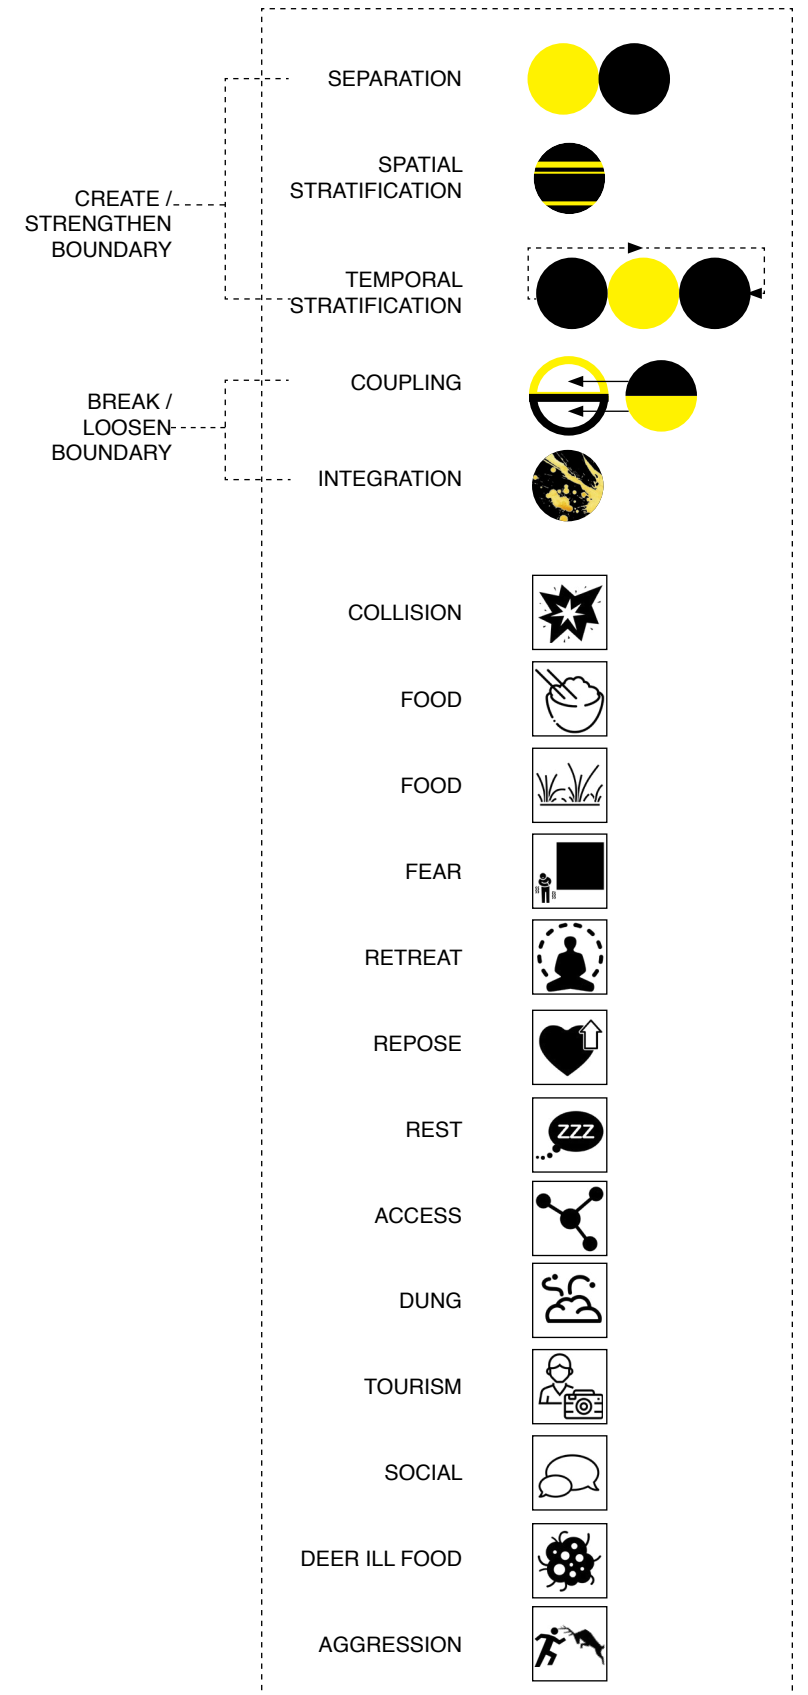 SEPARATION
SPATIAL
STRATIFICATION
CREATE /
STRENGTHEN
BOUNDARY
TEMPORAL
STRATIFICATION
COUPLING
BREAK /
LOOSEN
BOUNDARY
INTEGRATION
COLLISION
FOOD
FOOD
FEAR
RETREAT
REPOSE
REST
ZZZ
ACCESS
DUNG
TOURISM
SOCIAL
DEER ILL FOOD
AGGRESSION